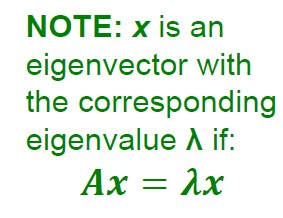 NOTE: x is an
eigenvector with
the corresponding
eigenvalue λ if:
Ax = λx